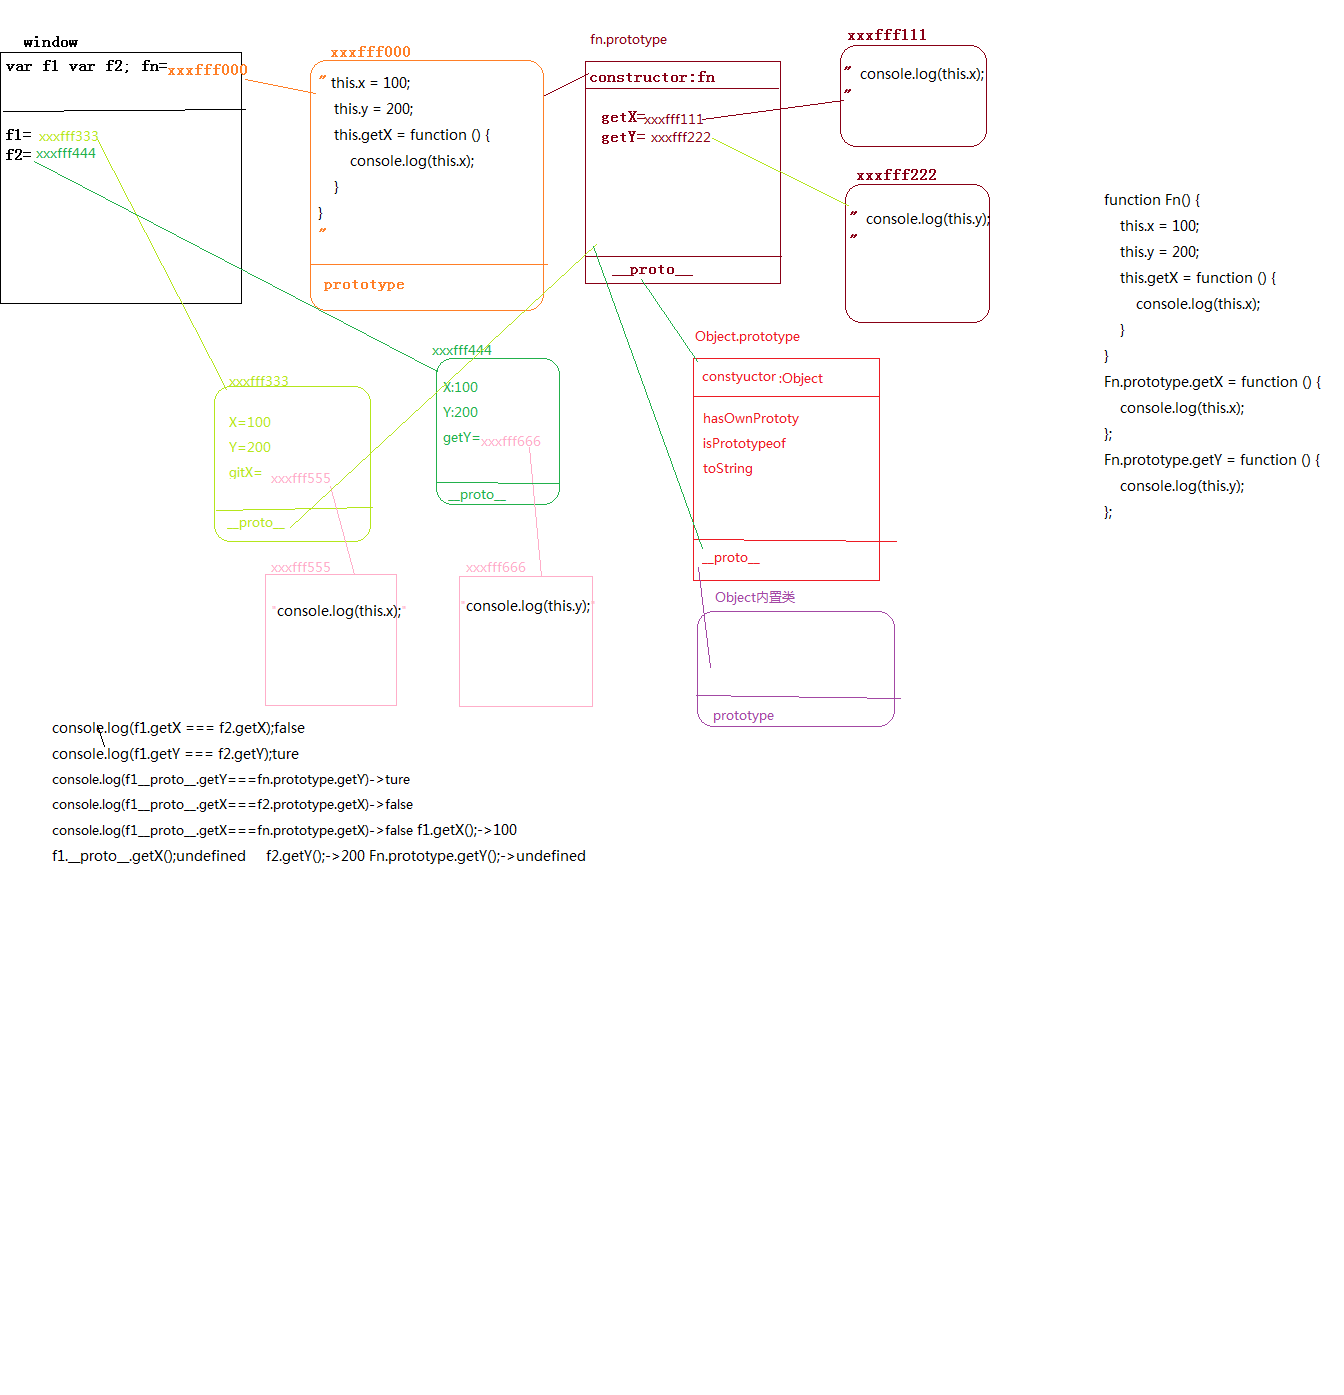 window
var f1 var f2; fn=xxxfff000
f1= xxxfff333
f2= xxxfff444
xxxfff000
" this.x = 100;
this.y = 200;
this.getX = function () {
console.log(this.x);
}
}
"
prototype
fn.prototype
constructor:fn
getX=xxxfff111
getY= xxxfff222
__proto__
xxxfff111
" console.log(this.x);
"
xxxfff222
" console.log(this.y);
"
function Fn() {
this.x = 100;
this.y = 200;
this.getX = function () {
console.log(this.x);
}
}
Fn.prototype.getX = function () {
console.log(this.x);
};
Fn.prototype.getY = function () {
console.log(this.y);
};
xxxfff333
X=100
Y=200
qitX= xxxfff555
__proto__
xxxfff444
X:100
Y:200
getY=xxxfff666
__proto__
Object.prototype
constyuctor :Object
hasOwnPrototy
isPrototypeof
toString
__proto__
xxxfff555
"console.log(this.x);"
xxxfff666
"console.log(this.y);"
Object内置类
prototype
console.log(f1.getX === f2.getX);false
console.log(f1.getY === f2.getY);ture
console.log(f1__proto__.getY===fn.prototype.getY)->ture
console.log(f1__proto__.getX===f2.prototype.getX)->false
console.log(f1__proto__.getX===fn.prototype.getX)->false f1.getX();->100
f1.__proto__.getX();undefined f2.getY();->200 Fn.prototype.getY();->undefined